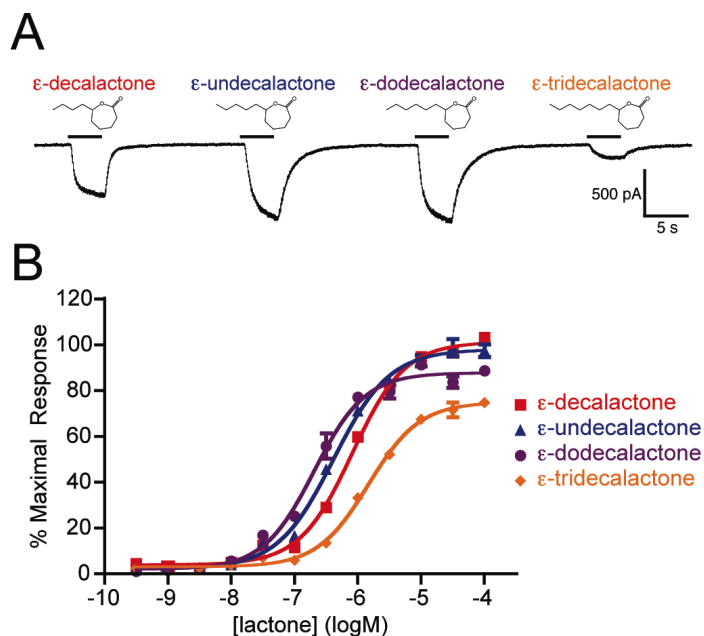 A
ε-decalactone ε-undecalactone ε-dodecalactone ε-tridecalactone
O O O O O O O O
500 pA
5 s
B
120
100
80
60
40
20
0
% Maximal Response
-10 -9 -8 -7 -6 -5 -4
[lactone] (logM)
ε-decalactone
ε-undecalactone
ε-dodecalactone
ε-tridecalactone